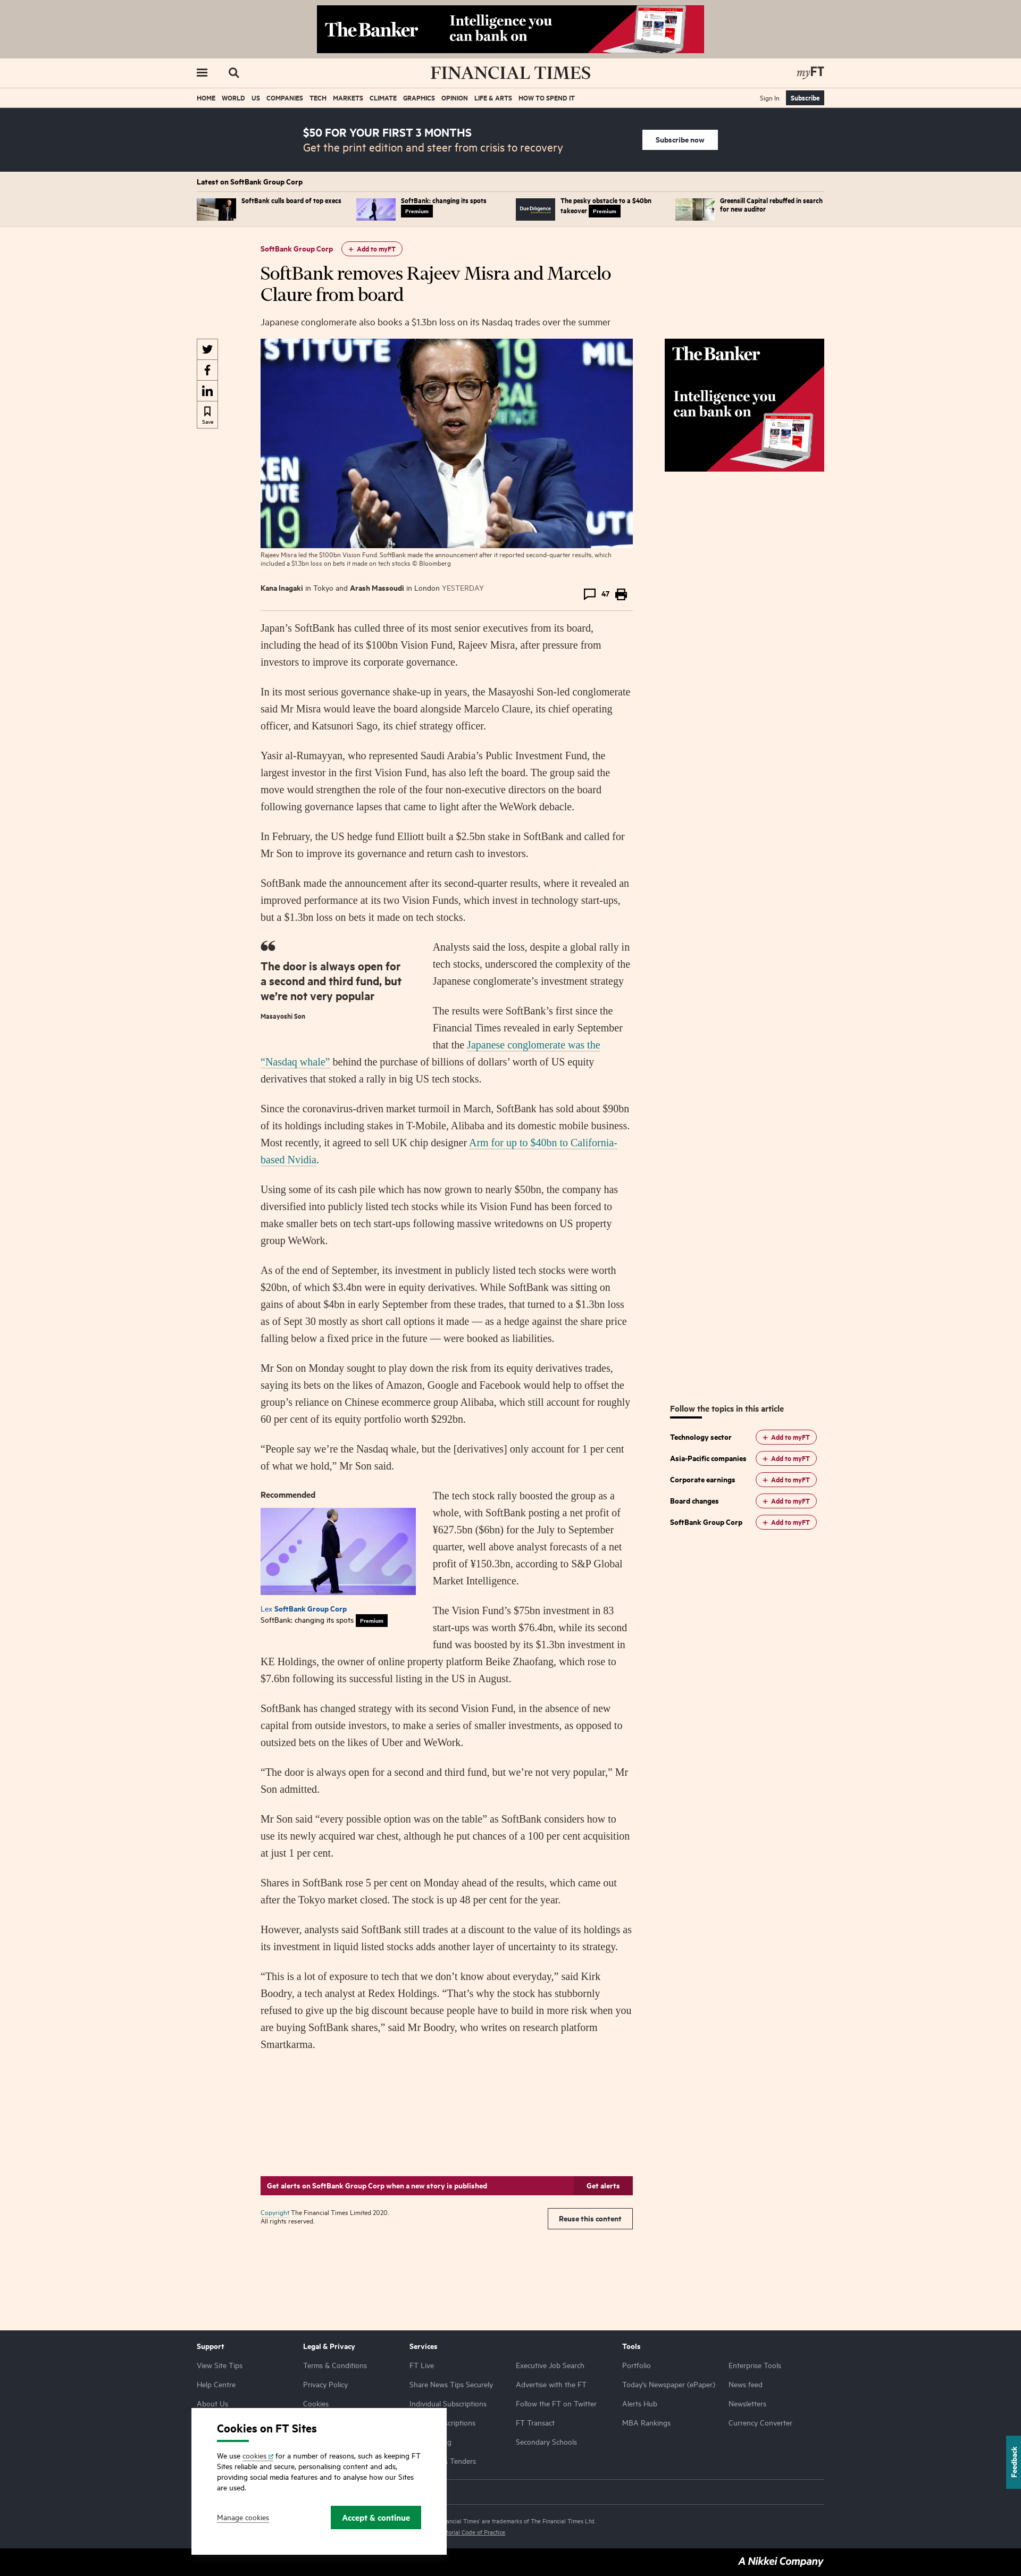 The Banker
Intelligence you
can bank on
FINANCIAL TIMES
myFT
HOME WORLD US COMPANIES TECH MARKETS CLIMATE GRAPHICS OPINION LIFE & ARTS HOW TO SPEND IT
Sign In Subscribe
$50 FOR YOUR FIRST 3 MONTHS
Get the print edition and steer from crisis to recovery
Subscribe now
Latest on SoftBank Group Corp
SoftBank culls board of top execs
SoftBank: changing its spots
Premium
Due Diligence
The pesky obstacle to a $40bn
takeover Premium
Greensill Capital rebuffed in search
for new auditor
SoftBank Group Corp + Add to myFT
SoftBank removes Rajeev Misra and Marcelo
Claure from board
Japanese conglomerate also books a $1.3bn loss on its Nasdaq trades over the summer
Save
STITUTE 19 MIL
OBAL
KEN
TUTE
19
UT
The Banker
Intelligence you
can bank on
Rajeev Misra led the $100bn Vision Fund. SoftBank made the announcement after it reported second-quarter results, which
included a $1.3bn loss on bets it made on tech stocks © Bloomberg
Kana Inagaki in Tokyo and Arash Massoudi in London YESTERDAY
47
Japan’s SoftBank has culled three of its most senior executives from its board,
including the head of its $100bn Vision Fund, Rajeev Misra, after pressure from
investors to improve its corporate governance.
In its most serious governance shake-up in years, the Masayoshi Son-led conglomerate
said Mr Misra would leave the board alongside Marcelo Claure, its chief operating
officer, and Katsunori Sago, its chief strategy officer.
Yasir al-Rumayyan, who represented Saudi Arabia’s Public Investment Fund, the
largest investor in the first Vision Fund, has also left the board. The group said the
move would strengthen the role of the four non-executive directors on the board
following governance lapses that came to light after the WeWork debacle.
In February, the US hedge fund Elliott built a $2.5bn stake in SoftBank and called for
Mr Son to improve its governance and return cash to investors.
SoftBank made the announcement after its second-quarter results, where it revealed an
improved performance at its two Vision Funds, which invest in technology start-ups,
but a $1.3bn loss on bets it made on tech stocks.
“
The door is always open for
a second and third fund, but
we’re not very popular
Masayoshi Son
Analysts said the loss, despite a global rally in
tech stocks, underscored the complexity of the
Japanese conglomerate’s investment strategy
The results were SoftBank’s first since the
Financial Times revealed in early September
that the Japanese conglomerate was the
“Nasdaq whale” behind the purchase of billions of dollars’ worth of US equity
derivatives that stoked a rally in big US tech stocks.
Since the coronavirus-driven market turmoil in March, SoftBank has sold about $90bn
of its holdings including stakes in T-Mobile, Alibaba and its domestic mobile business.
Most recently, it agreed to sell UK chip designer Arm for up to $40bn to California-
based Nvidia.
Using some of its cash pile which has now grown to nearly $50bn, the company has
diversified into publicly listed tech stocks while its Vision Fund has been forced to
make smaller bets on tech start-ups following massive writedowns on US property
group WeWork.
As of the end of September, its investment in publicly listed tech stocks were worth
$20bn, of which $3.4bn were in equity derivatives. While SoftBank was sitting on
gains of about $4bn in early September from these trades, that turned to a $1.3bn loss
as of Sept 30 mostly as short call options it made — as a hedge against the share price
falling below a fixed price in the future — were booked as liabilities.
Mr Son on Monday sought to play down the risk from its equity derivatives trades,
saying its bets on the likes of Amazon, Google and Facebook would help to offset the
group’s reliance on Chinese ecommerce group Alibaba, which still account for roughly
60 per cent of its equity portfolio worth $292bn.
“People say we’re the Nasdaq whale, but the [derivatives] only account for 1 per cent
of what we hold,” Mr Son said.
Recommended
Lex SoftBank Group Corp
SoftBank: changing its spots Premium
The tech stock rally boosted the group as a
whole, with SoftBank posting a net profit of
¥627.5bn ($6bn) for the July to September
quarter, well above analyst forecasts of a net
profit of ¥150.3bn, according to S&P Global
Market Intelligence.
The Vision Fund’s $75bn investment in 83
start-ups was worth $76.4bn, while its second
fund was boosted by its $1.3bn investment in
KE Holdings, the owner of online property platform Beike Zhaofang, which rose to
$7.6bn following its successful listing in the US in August.
SoftBank has changed strategy with its second Vision Fund, in the absence of new
capital from outside investors, to make a series of smaller investments, as opposed to
outsized bets on the likes of Uber and WeWork.
“The door is always open for a second and third fund, but we’re not very popular,” Mr
Son admitted.
Mr Son said “every possible option was on the table” as SoftBank considers how to
use its newly acquired war chest, although he put chances of a 100 per cent acquisition
at just 1 per cent.
Shares in SoftBank rose 5 per cent on Monday ahead of the results, which came out
after the Tokyo market closed. The stock is up 48 per cent for the year.
However, analysts said SoftBank still trades at a discount to the value of its holdings as
its investment in liquid listed stocks adds another layer of uncertainty to its strategy.
“This is a lot of exposure to tech that we don’t know about everyday,” said Kirk
Boodry, a tech analyst at Redex Holdings. “That’s why the stock has stubbornly
refused to give up the big discount because people have to build in more risk when you
are buying SoftBank shares,” said Mr Boodry, who writes on research platform
Smartkarma.
Follow the topics in this article
Technology sector + Add to myFT
Asia-Pacific companies + Add to myFT
Corporate earnings + Add to myFT
Board changes + Add to myFT
SoftBank Group Corp + Add to myFT
Get alerts on SoftBank Group Corp when a new story is published Get alerts
Copyright The Financial Times Limited 2020.
All rights reserved.
Reuse this content
Support Legal & Privacy Services Tools
View Site Tips Terms & Conditions FT Live Executive Job Search Portfolio Enterprise Tools
Help Centre Privacy Policy Share News Tips Securely Advertise with the FT Today's Newspaper (ePaper) News feed
About Us Cookies Individual Subscriptions Follow the FT on Twitter Alerts Hub Newsletters
scriptions FT Transact MBA Rankings Currency Converter
g Secondary Schools
Tenders
Cookies on FT Sites
We use cookies for a number of reasons, such as keeping FT
Sites reliable and secure, personalising content and ads,
providing social media features and to analyse how our Sites
are used.
Manage cookies Accept & continue
ancial Times' are trademarks of The Financial Times Ltd.
torial Code of Practice.
Feedback
A Nikkei Company